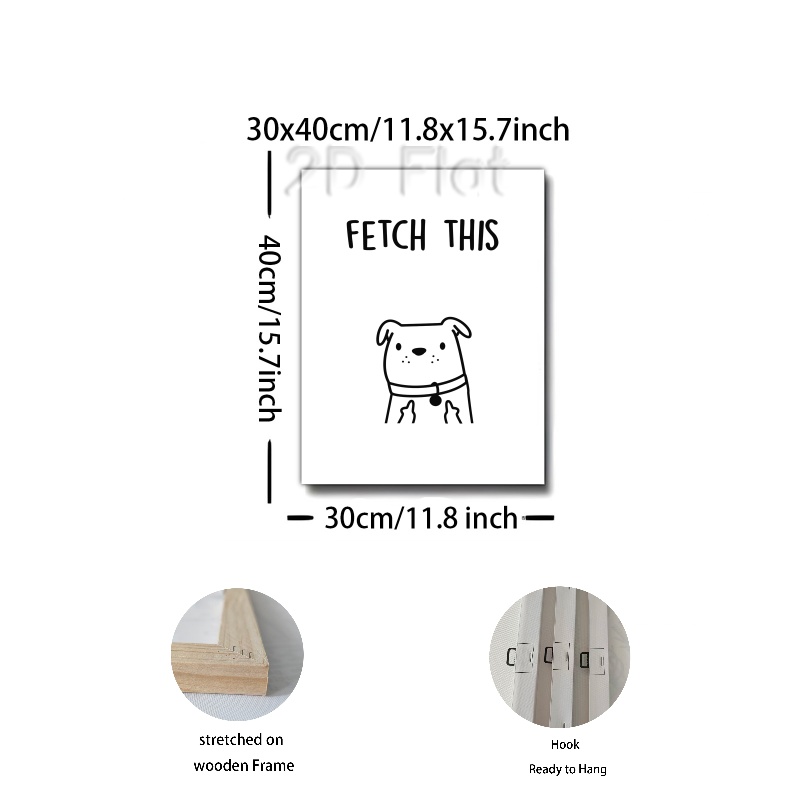 30x40cm/11.8x15.7inch
2D Flat
FETCH THIS
40cm/15.7inch
30cm/11.8 inch
stretched on
wooden Frame
Hook
Ready to Hang